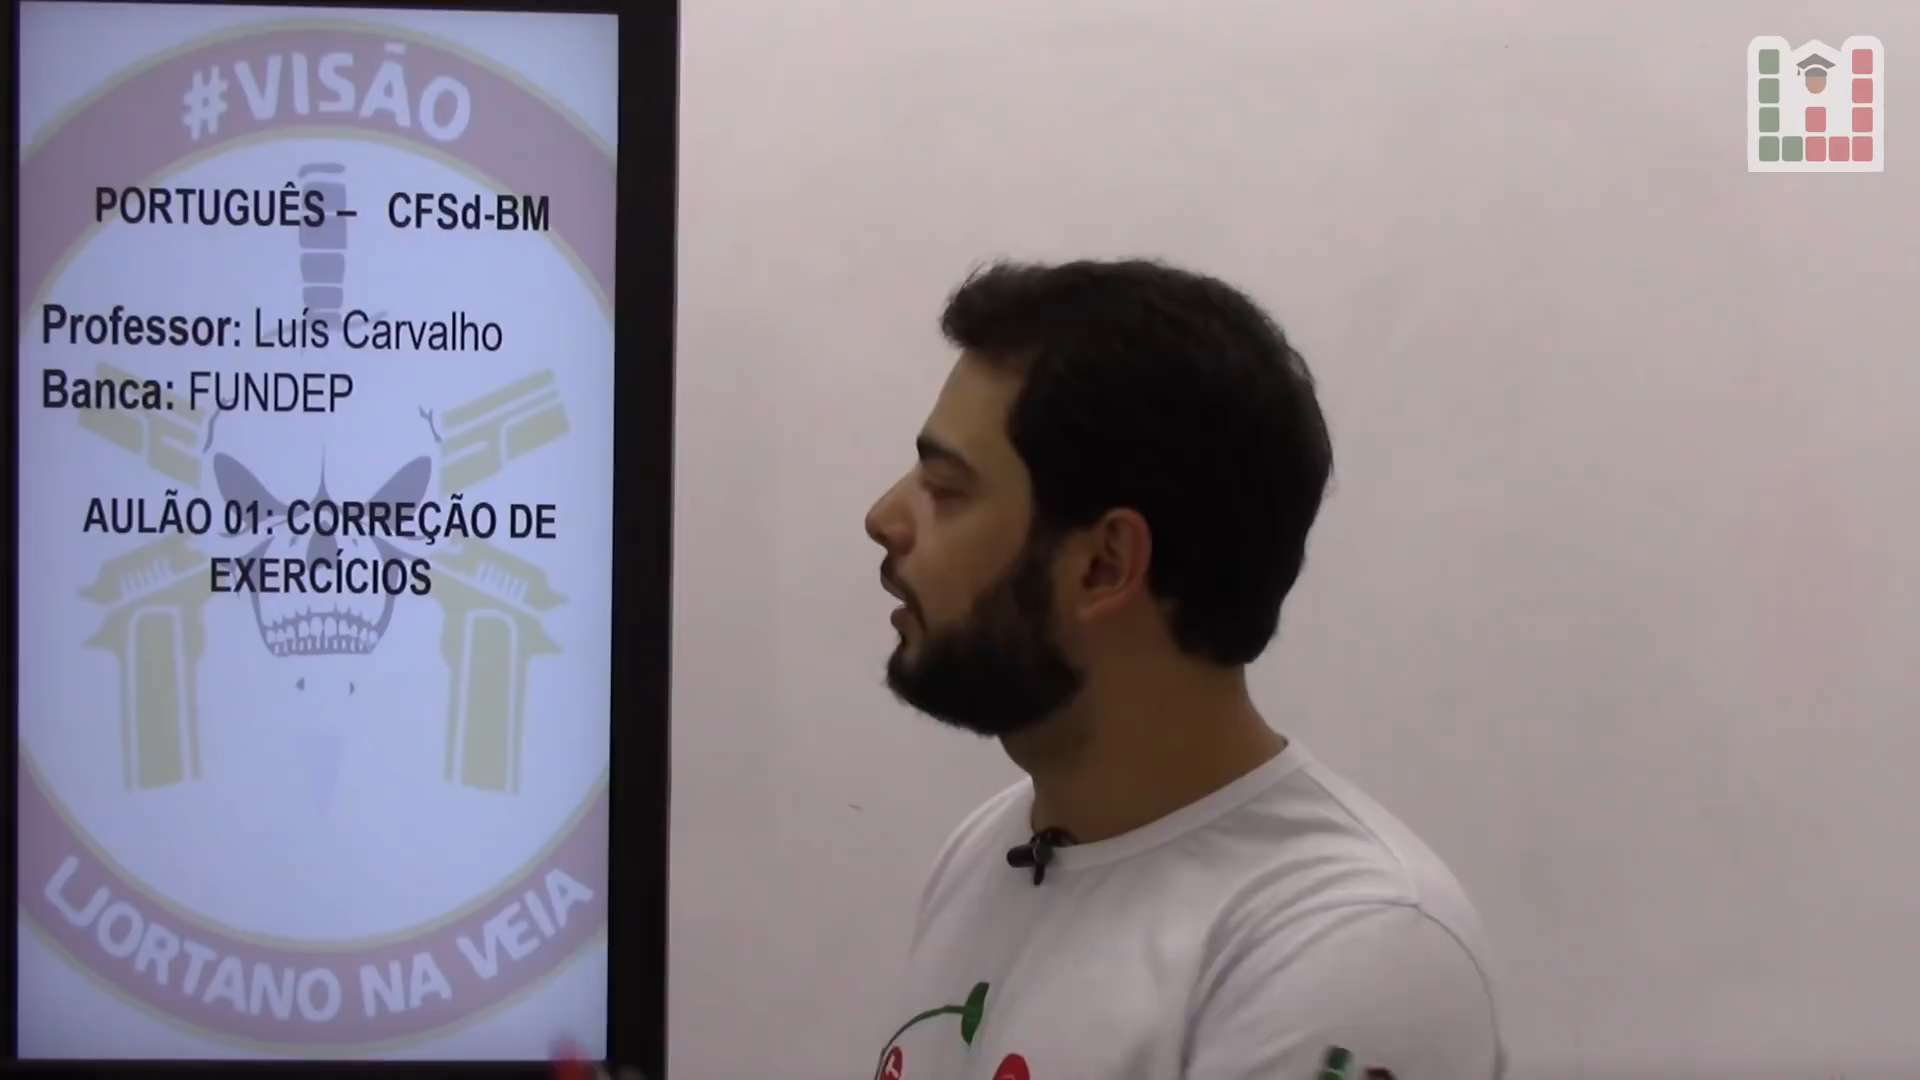 #VISÃO
PORTUGUÊS – CFSd-BM
Professor: Luís Carvalho
Banca: FUNDEP
AULÃO 01: CORREÇÃO DE
EXERCÍCIOS
LJORTANO NA VEIA